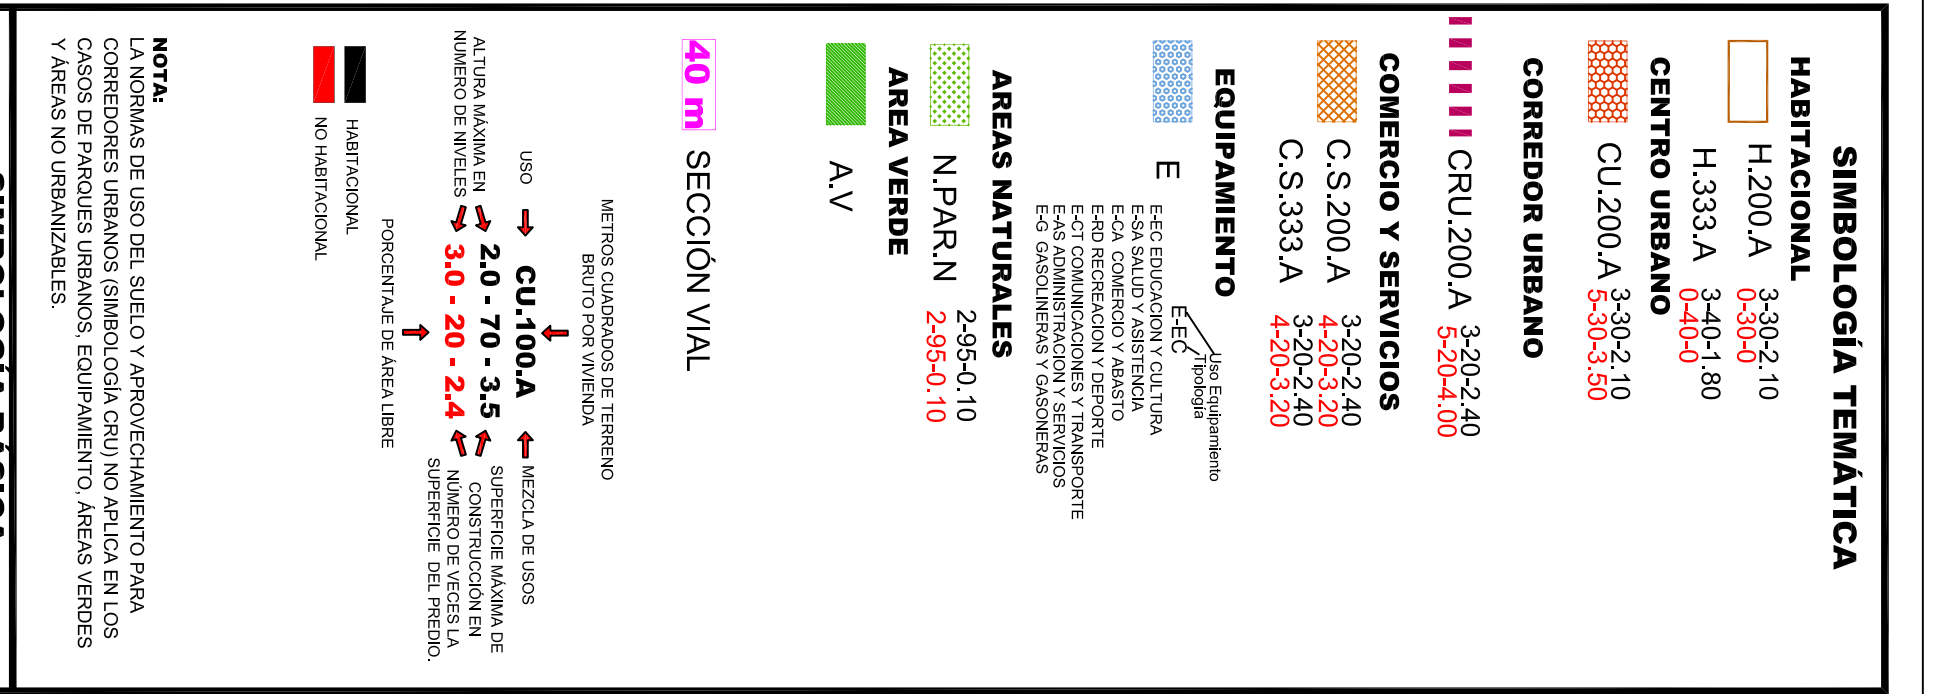 SIMBOLOGÍA TEMÁTICA
HABITACIONAL
H.200.A 3-30-2.10
0-30-0
H.333.A 3-40-1.80
0-40-0
CENTRO URBANO
CU.200.A 3-30-2.10
5-30-3.50
CORREDOR URBANO
CRU.200.A 3-20-2.40
5-20-4.00
COMERCIO Y SERVICIOS
C.S.200.A 3-20-2.40
4-20-3.20
C.S.333.A 3-20-2.40
4-20-3.20
EQUIPAMIENTO
Uso Equipamiento
Tipología
E-EC
E
E-EC EDUCACION Y CULTURA
E-SA SALUD Y ASISTENCIA
E-CA COMERCIO Y ABASTO
E-RD RECREACION Y DEPORTE
E-CT COMUNICACIONES Y TRANSPORTE
E-AS ADMINISTRACION Y SERVICIOS
E-G GASOLINERAS Y GASONERAS
AREAS NATURALES
N.PAR.N 2-95-0.10
2-95-0.10
AREA VERDE
A.V
40 m SECCIÓN VIAL
METROS CUADRADOS DE TERRENO
BRUTO POR VIVIENDA
USO CU.100.A MEZCLA DE USOS
ALTURA MÁXIMA EN
NUMERO DE NIVELES
2.0 - 70 - 3.5
3.0 - 20 - 2.4
SUPERFICIE MÁXIMA DE
CONSTRUCCIÓN EN
NÚMERO DE VECES LA
SUPERFICIE DEL PREDIO.
PORCENTAJE DE ÁREA LIBRE
HABITACIONAL
NO HABITACIONAL
NOTA:
LA NORMAS DE USO DEL SUELO Y APROVECHAMIENTO PARA
CORREDORES URBANOS (SIMBOLOGÍA CRU) NO APLICA EN LOS
CASOS DE PARQUES URBANOS, EQUIPAMIENTO, ÁREAS VERDES
Y ÁREAS NO URBANIZABLES.